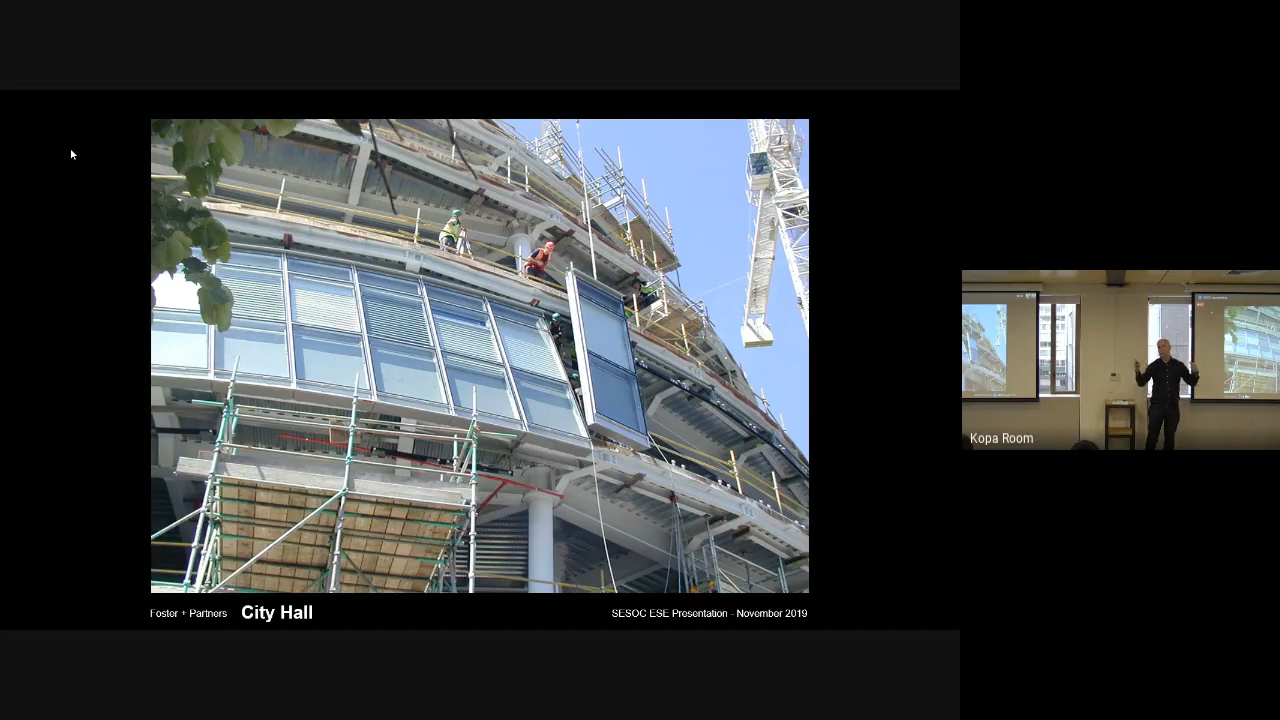 Foster + Partners City Hall
SESOC ESE Presentation - November 2019
Kopa Room